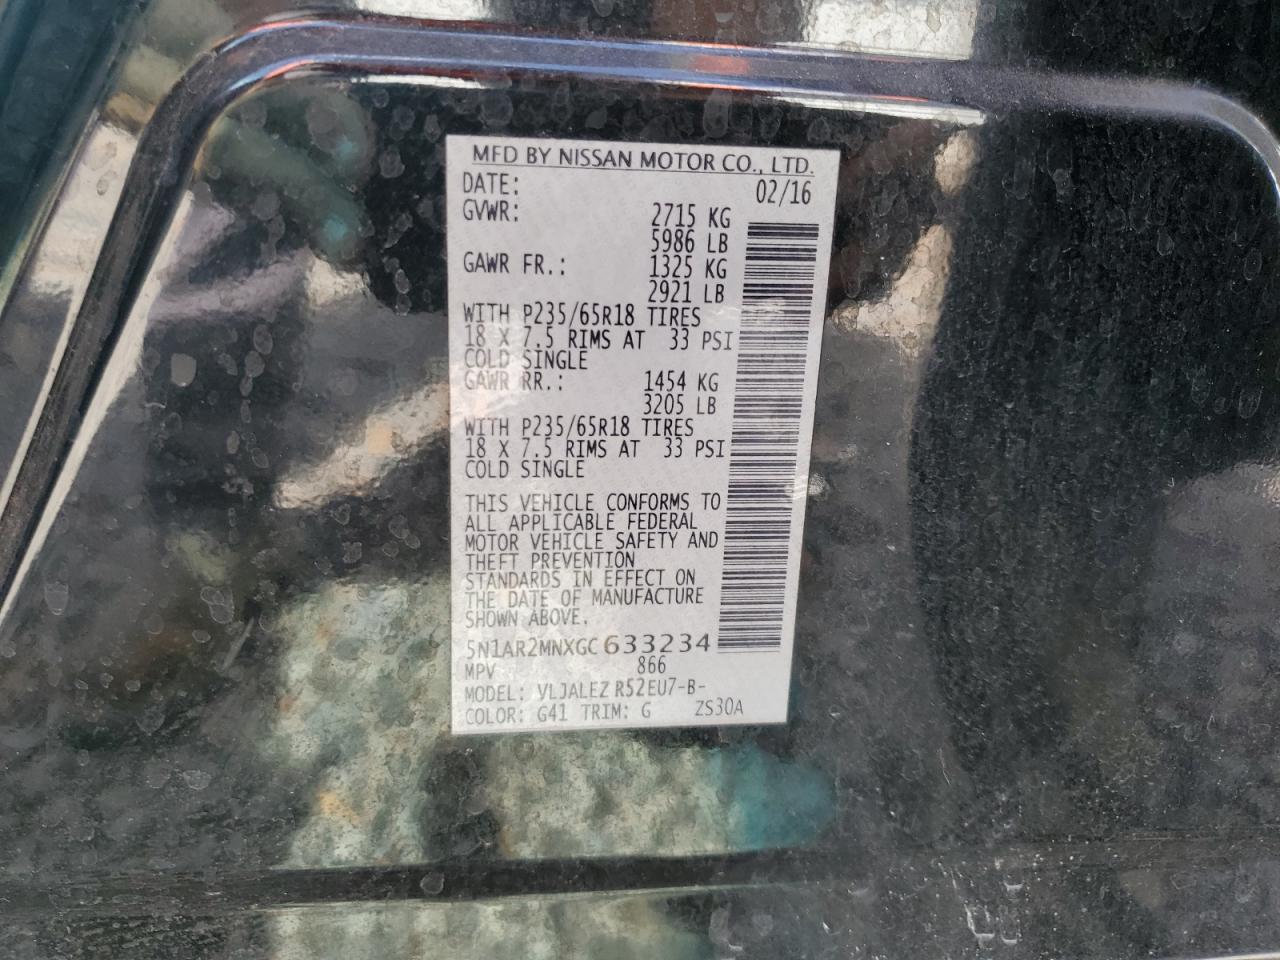 MFD BY NISSAN MOTOR CO., LTD.
DATE: 02/16
GVWR: 2715 KG
5986 LB
GAWR FR.: 1325 KG
2921 LB
WITH P235/65R18 TIRES
18 X 7.5 RIMS AT 33 PSI
COLD SINGLE
GAWR RR.: 1454 KG
3205 LB
WITH P235/65R18 TIRES
18 X 7.5 RIMS AT 33 PSI
COLD SINGLE
THIS VEHICLE CONFORMS TO
ALL APPLICABLE FEDERAL
MOTOR VEHICLE SAFETY AND
THEFT PREVENTION
STANDARDS IN EFFECT ON
THE DATE OF MANUFACTURE
SHOWN ABOVE.
5N1AR2MNXGC633234
MPV 866
MODEL: VLJALEZ R52EU7-B-
COLOR: G41 TRIM: G ZS30A